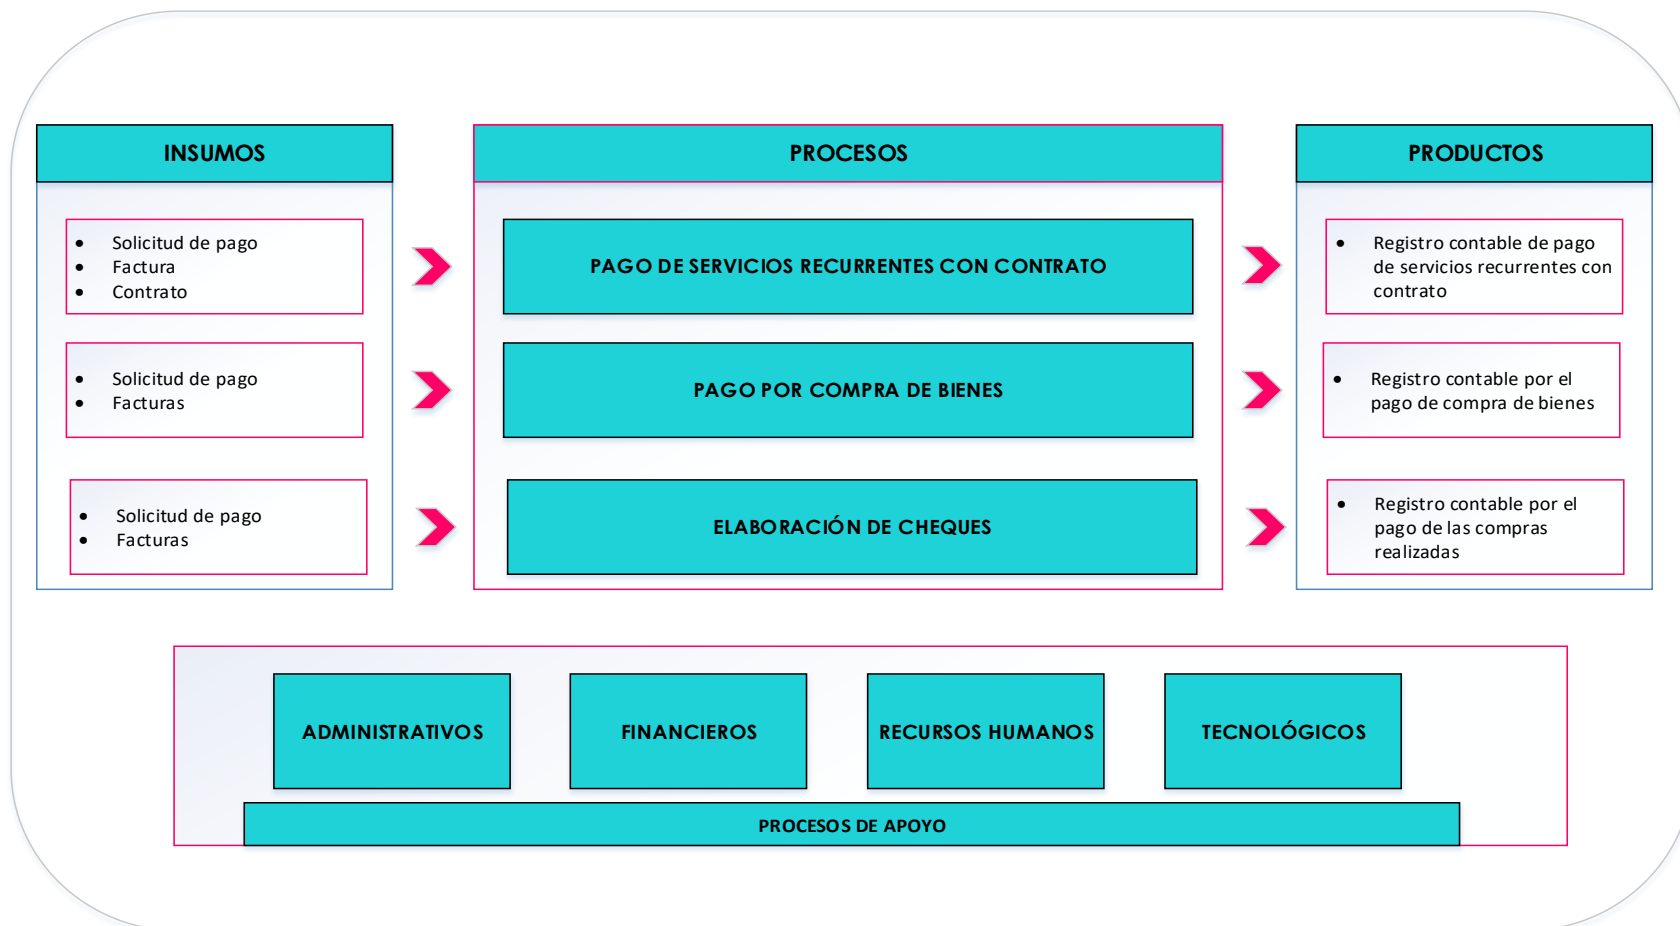 INSUMOS
PROCESOS
PRODUCTOS
• Solicitud de pago
• Factura
• Contrato
PAGO DE SERVICIOS RECURRENTES CON CONTRATO
• Registro contable de pago
de servicios recurrentes con
contrato
• Solicitud de pago
• Facturas
PAGO POR COMPRA DE BIENES
• Registro contable por el
pago de compra de bienes
• Solicitud de pago
• Facturas
ELABORACIÓN DE CHEQUES
• Registro contable por el
pago de las compras
realizadas
ADMINISTRATIVOS
FINANCIEROS
RECURSOS HUMANOS
TECNOLÓGICOS
PROCESOS DE APOYO